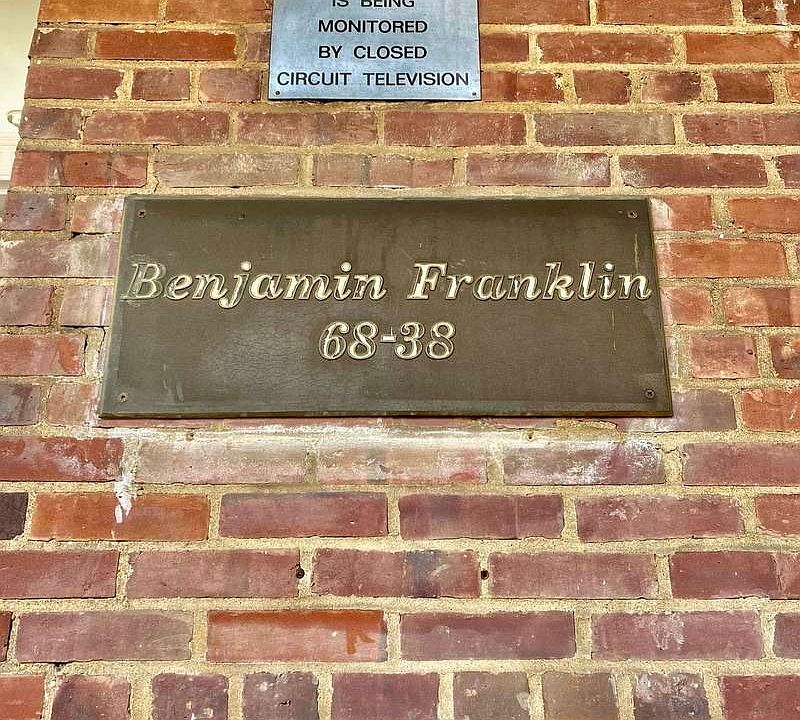 IS BEING
MONITORED
BY CLOSED
CIRCUIT TELEVISION
Benjamin Franklin
68-38